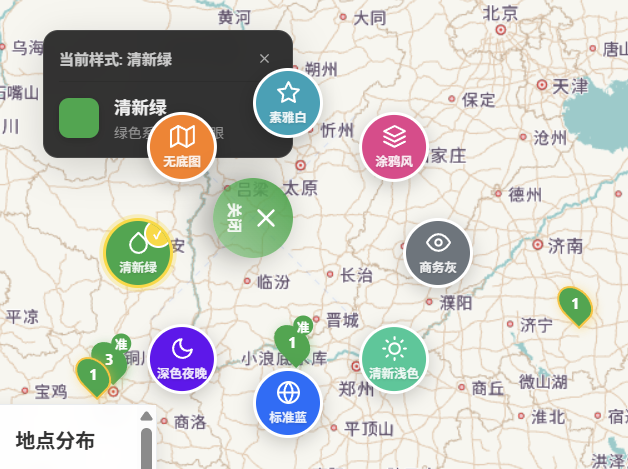 黄河
大同
北京
乌海
唐山
当前样式: 清新绿
×
朔州
天津
石嘴山
保定
清新绿
素雅白
银川
绿色系
眼
忻州
沧州
无底图
涂鸦风
家庄
吕梁
太原
德州
关闭
安
济南
清新绿
商务灰
临汾
长治
濮阳
1
平凉
晋城
济宁
准
准
3
铜川
1
小浪底水库
1
深色夜晚
清新浅色
宝鸡
郑州
商丘
微山湖
标准蓝
商洛
平顶山
淮北
宿
地点分布
洪泽